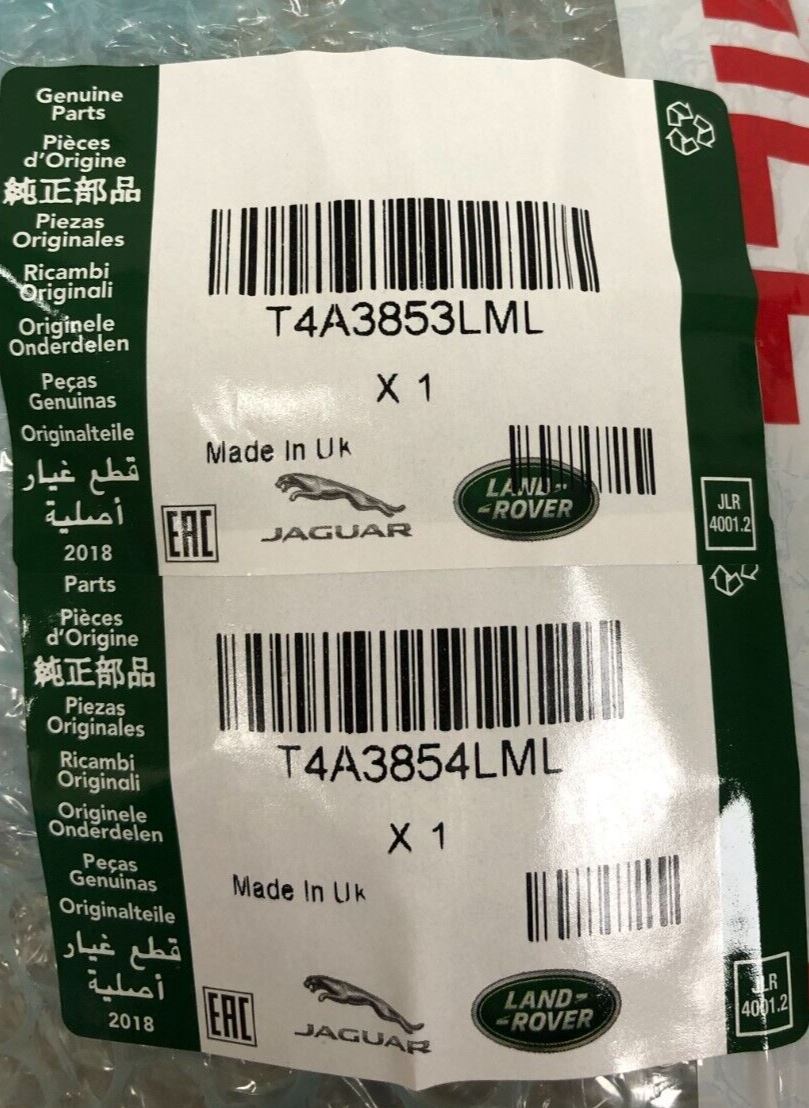 Genuine
Parts
Pièces
d'Origine
純正部品
Piezas
Originales
Ricambi
Originali
Originele
Onderdelen
Peças
Genuinas
Originalteile
قطع غيار
أصلية
2018
T4A3853LML
X 1
Made In Uk
EAC
JAGUAR
LAND-
-ROVER
JLR
4001.2
Parts
Pièces
d'Origine
純正部品
Piezas
Originales
Ricambi
Originali
Originele
Onderdelen
Peças
Genuinas
Originalteile
قطع غيار
أصلية
2018
T4A3854LML
X 1
Made In Uk
EAC
JAGUAR
LAND-
-ROVER
JLR
4001.2